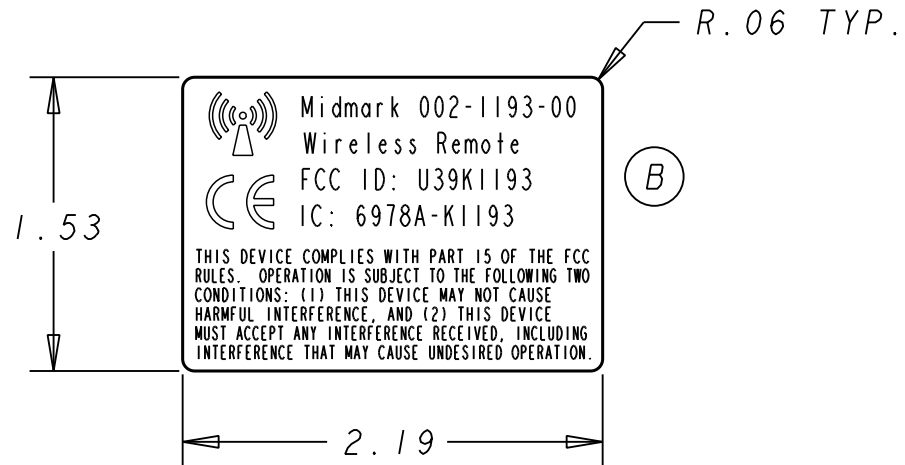 R.06 TYP.
Midmark 002-1193-00
Wireless Remote
FCC ID: U39K1193
IC: 6978A-K1193
CE
B
1.53
THIS DEVICE COMPLIES WITH PART 15 OF THE FCC
RULES. OPERATION IS SUBJECT TO THE FOLLOWING TWO
CONDITIONS: (1) THIS DEVICE MAY NOT CAUSE
HARMFUL INTERFERENCE, AND (2) THIS DEVICE
MUST ACCEPT ANY INTERFERENCE RECEIVED, INCLUDING
INTERFERENCE THAT MAY CAUSE UNDESIRED OPERATION.
2.19